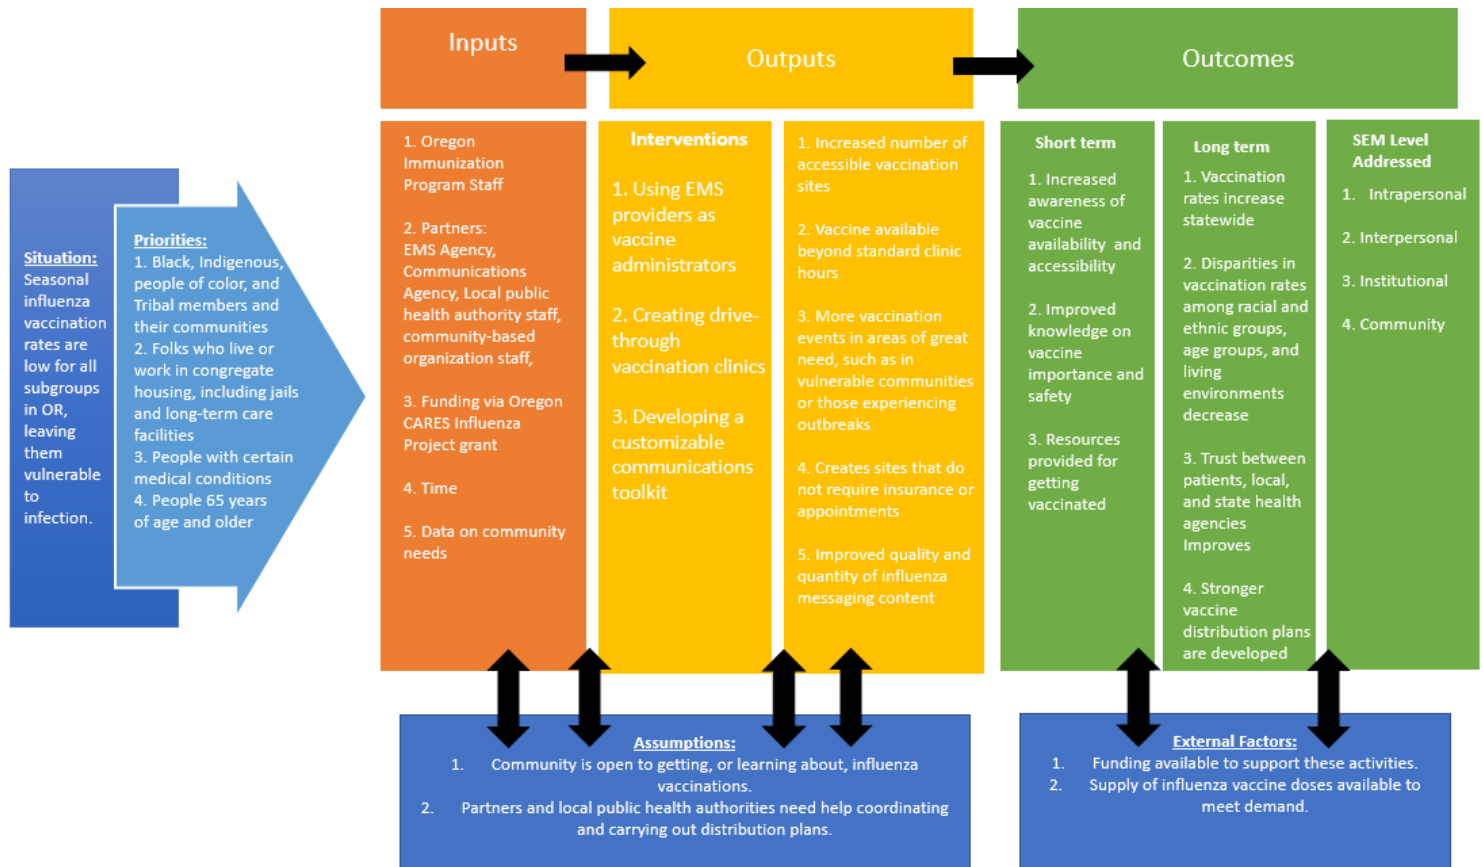 Inputs
Outputs
Outcomes
Situation:
Seasonal
influenza
vaccination
rates are
low for all
subgroups
in OR,
leaving
them
vulnerable
to
infection.
Priorities:
1. Black, Indigenous,
people of color, and
Tribal members and
their communities
2. Folks who live or
work in congregate
housing, including jails
and long-term care
facilities
3. People with certain
medical conditions
4. People 65 years
of age and older
1. Oregon
Immunization
Program Staff
2. Partners:
EMS Agency,
Communications
Agency, Local public
health authority staff,
community-based
organization staff,
3. Funding via Oregon
CARES Influenza
Project grant
4. Time
5. Data on community
needs
Interventions
1. Using EMS
providers as
vaccine
administrators
2. Creating drive-
through
vaccination clinics
3. Developing a
customizable
communications
toolkit
1. Increased number of
accessible vaccination
sites
2. Vaccine available
beyond standard clinic
hours
3. More vaccination
events in areas of great
need, such as in
vulnerable communities
or those experiencing
outbreaks
4. Creates sites that do
not require insurance or
appointments
5. Improved quality and
quantity of influenza
messaging content
Short term
1. Increased
awareness of
vaccine
availability and
accessibility
2. Improved
knowledge on
vaccine
importance and
safety
3. Resources
provided for
getting
vaccinated
Long term
1. Vaccination
rates increase
statewide
2. Disparities in
vaccination rates
among racial and
ethnic groups,
age groups, and
living
environments
decrease
3. Trust between
patients, local,
and state health
agencies
Improves
4. Stronger
vaccine
distribution plans
are developed
SEM Level
Addressed
1. Intrapersonal
2. Interpersonal
3. Institutional
4. Community
Assumptions:
1. Community is open to getting, or learning about, influenza
vaccinations.
2. Partners and local public health authorities need help coordinating
and carrying out distribution plans.
External Factors:
1. Funding available to support these activities.
2. Supply of influenza vaccine doses available to
meet demand.